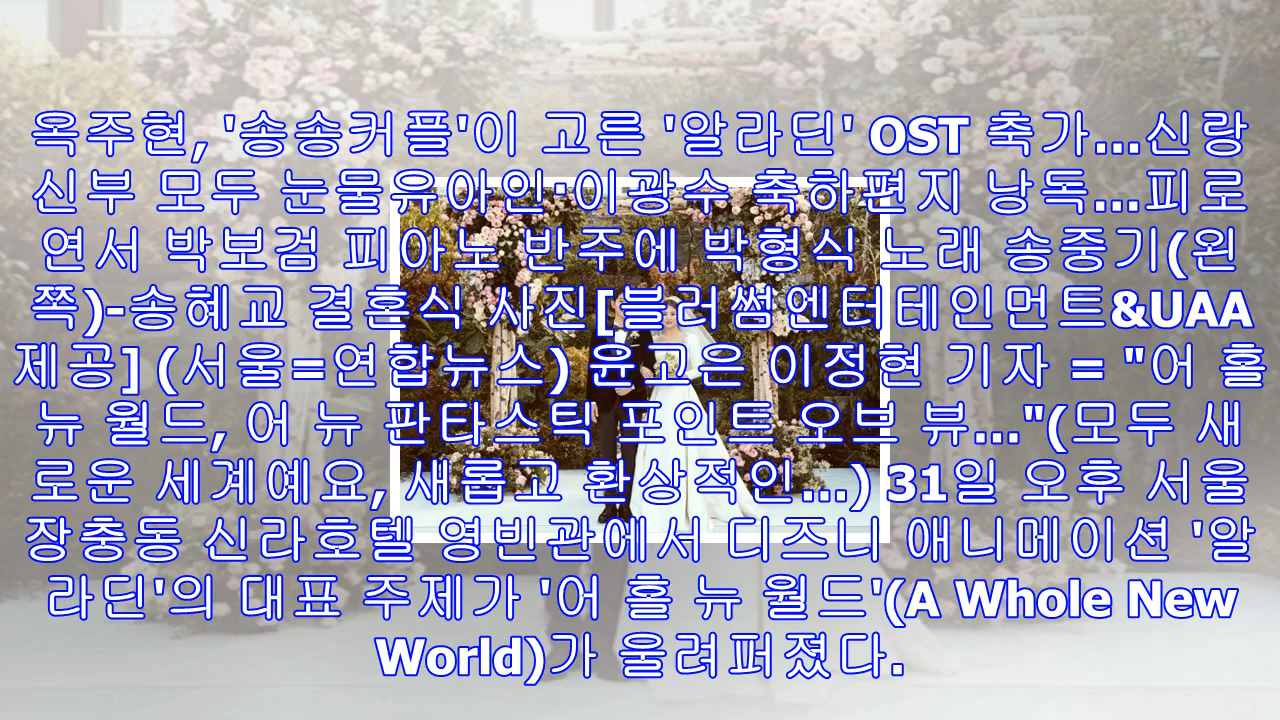 옥주현, '송송커플'이 고른 '알라딘' OST 축가...신랑
신부 모두 눈물유아인·이광수 축하편지 낭독...피로
연서 박보검 피아노 반주에 박형식 노래 송중기(왼
쪽)-송혜교 결혼식 사진[블러썸엔터테인먼트&UAA
제공] (서울=연합뉴스) 윤고은 이정현 기자 = "어 홀
뉴 월드, 어 뉴 판타스틱 포인트 오브 뷰..."(모두 새
로운 세계예요, 새롭고 환상적인...) 31일 오후 서울
장충동 신라호텔 영빈관에서 디즈니 애니메이션 '알
라딘'의 대표 주제가 '어 홀 뉴 월드'(A Whole New
World)가 울려퍼졌다.